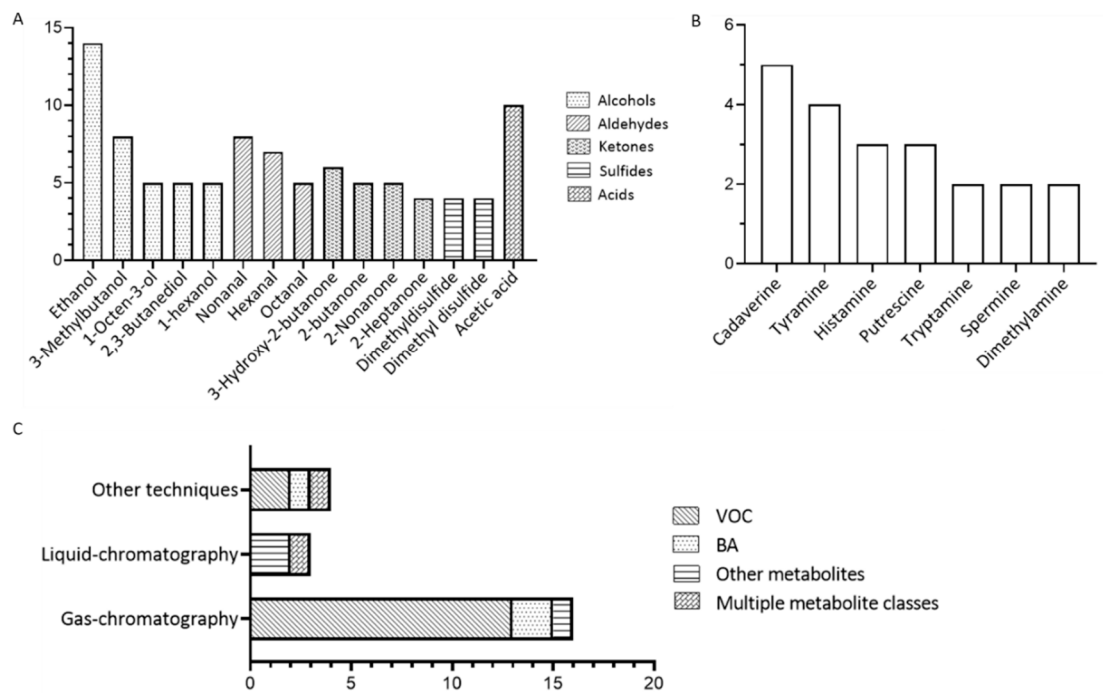 A
15
10
5
0
Ethanol
3-Methylbutanol
1-Octen-3-ol
2,3-Butanediol
1-hexanol
Nonanal
Hexanal
Octanal
3-Hydroxy-2-butanone
2-butanone
2-Nonanone
2-Heptanone
Dimethyldisulfide
Dimethyl disulfide
Acetic acid
Alcohols
Aldehydes
Ketones
Sulfides
Acids
B
6
4
2
0
Cadaverine
Tyramine
Histamine
Putrescine
Tryptamine
Spermine
Dimethylamine
C
Other techniques
Liquid-chromatography
Gas-chromatography
0
5
10
15
20
VOC
BA
Other metabolites
Multiple metabolite classes